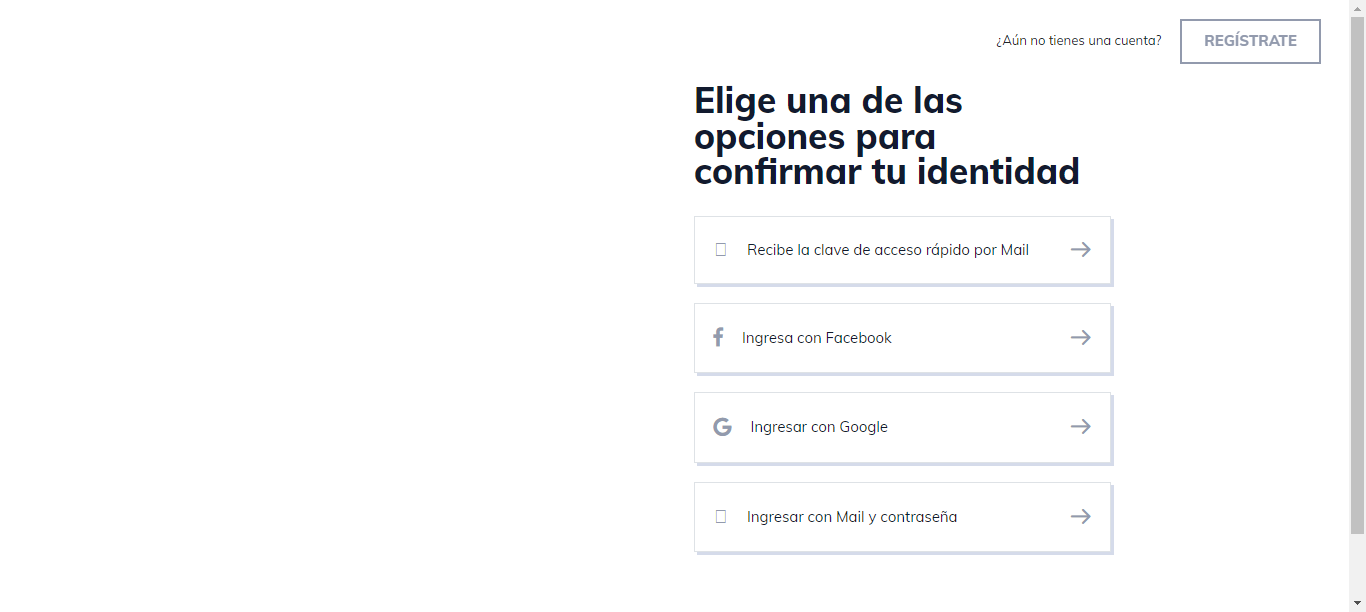 ¿Aún no tienes una cuenta?
REGÍSTRATE
Elige una de las
opciones para
confirmar tu identidad
Recibe la clave de acceso rápido por Mail
Ingresa con Facebook
Ingresar con Google
Ingresar con Mail y contraseña